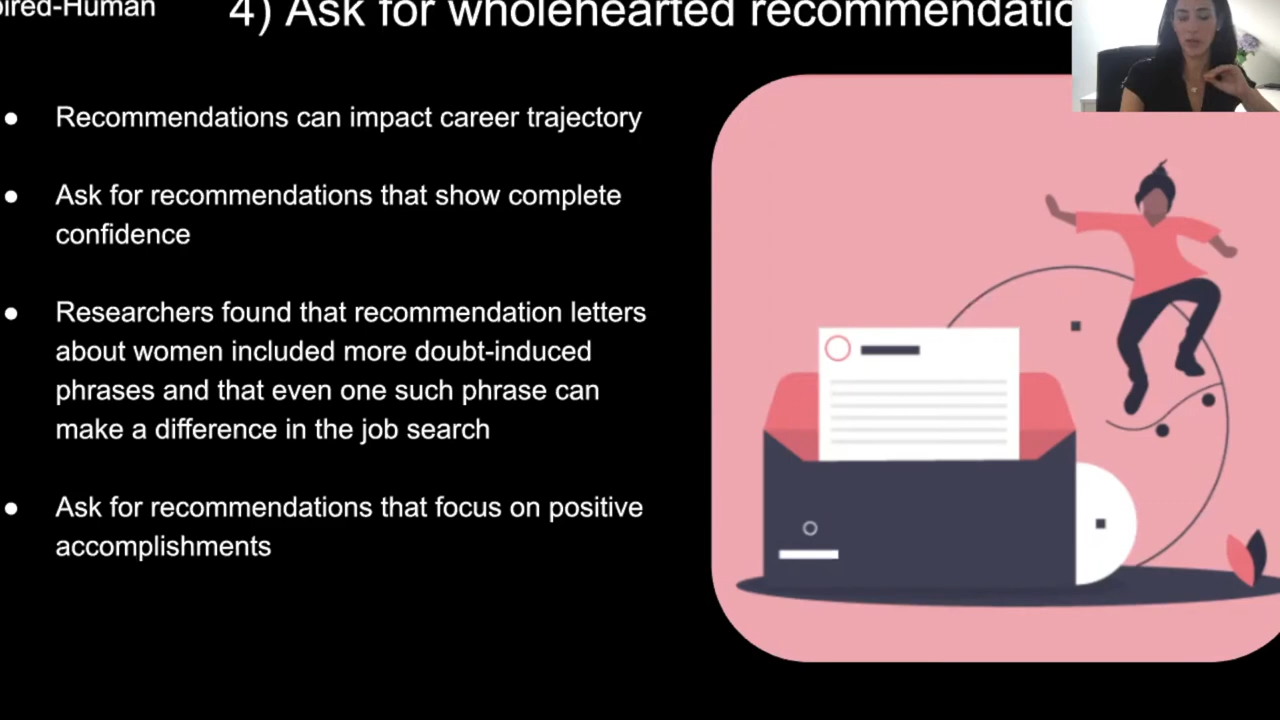 pired-Human
4) Ask for wholehearted recommendatio
● Recommendations can impact career trajectory
● Ask for recommendations that show complete
confidence
● Researchers found that recommendation letters
about women included more doubt-induced
phrases and that even one such phrase can
make a difference in the job search
● Ask for recommendations that focus on positive
accomplishments